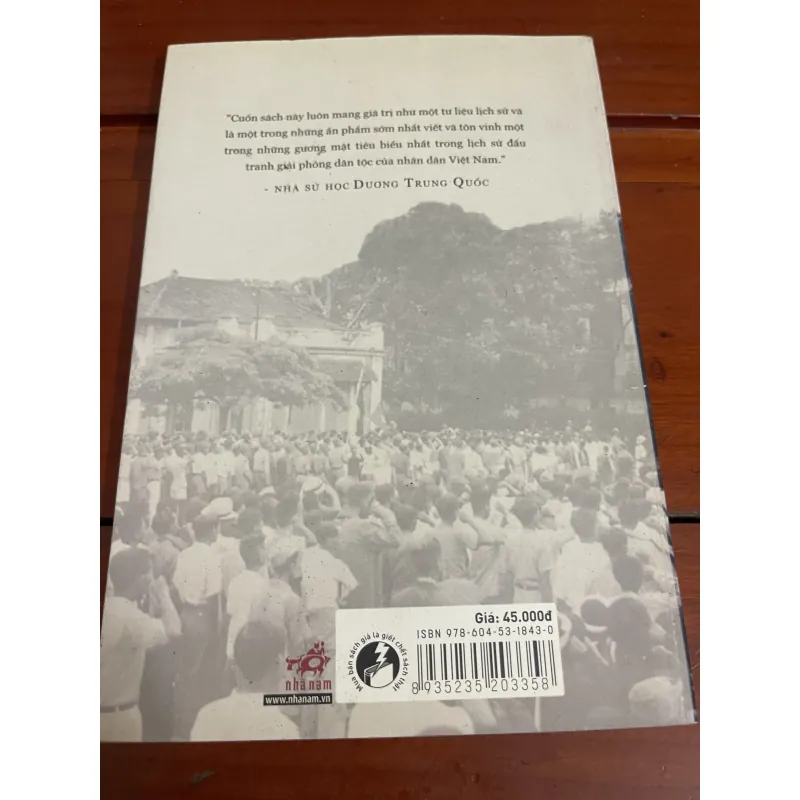 "Cuốn sách này luôn mang giá trị như một tư liệu lịch sử và
là một trong những ấn phẩm sớm nhất viết và tôn vinh một
trong những gương mặt tiêu biểu nhất trong lịch sử đấu
tranh giải phóng dân tộc của nhân dân Việt Nam."
- NHÀ SỬ HỌC DƯƠNG TRUNG QUỐC
Giá: 45.000đ
ISBN 978-604-53-1843-0
8 935235 203358
Mua bán sách giả là giết chết sách thật
nhã nam
www.nhanam.vn